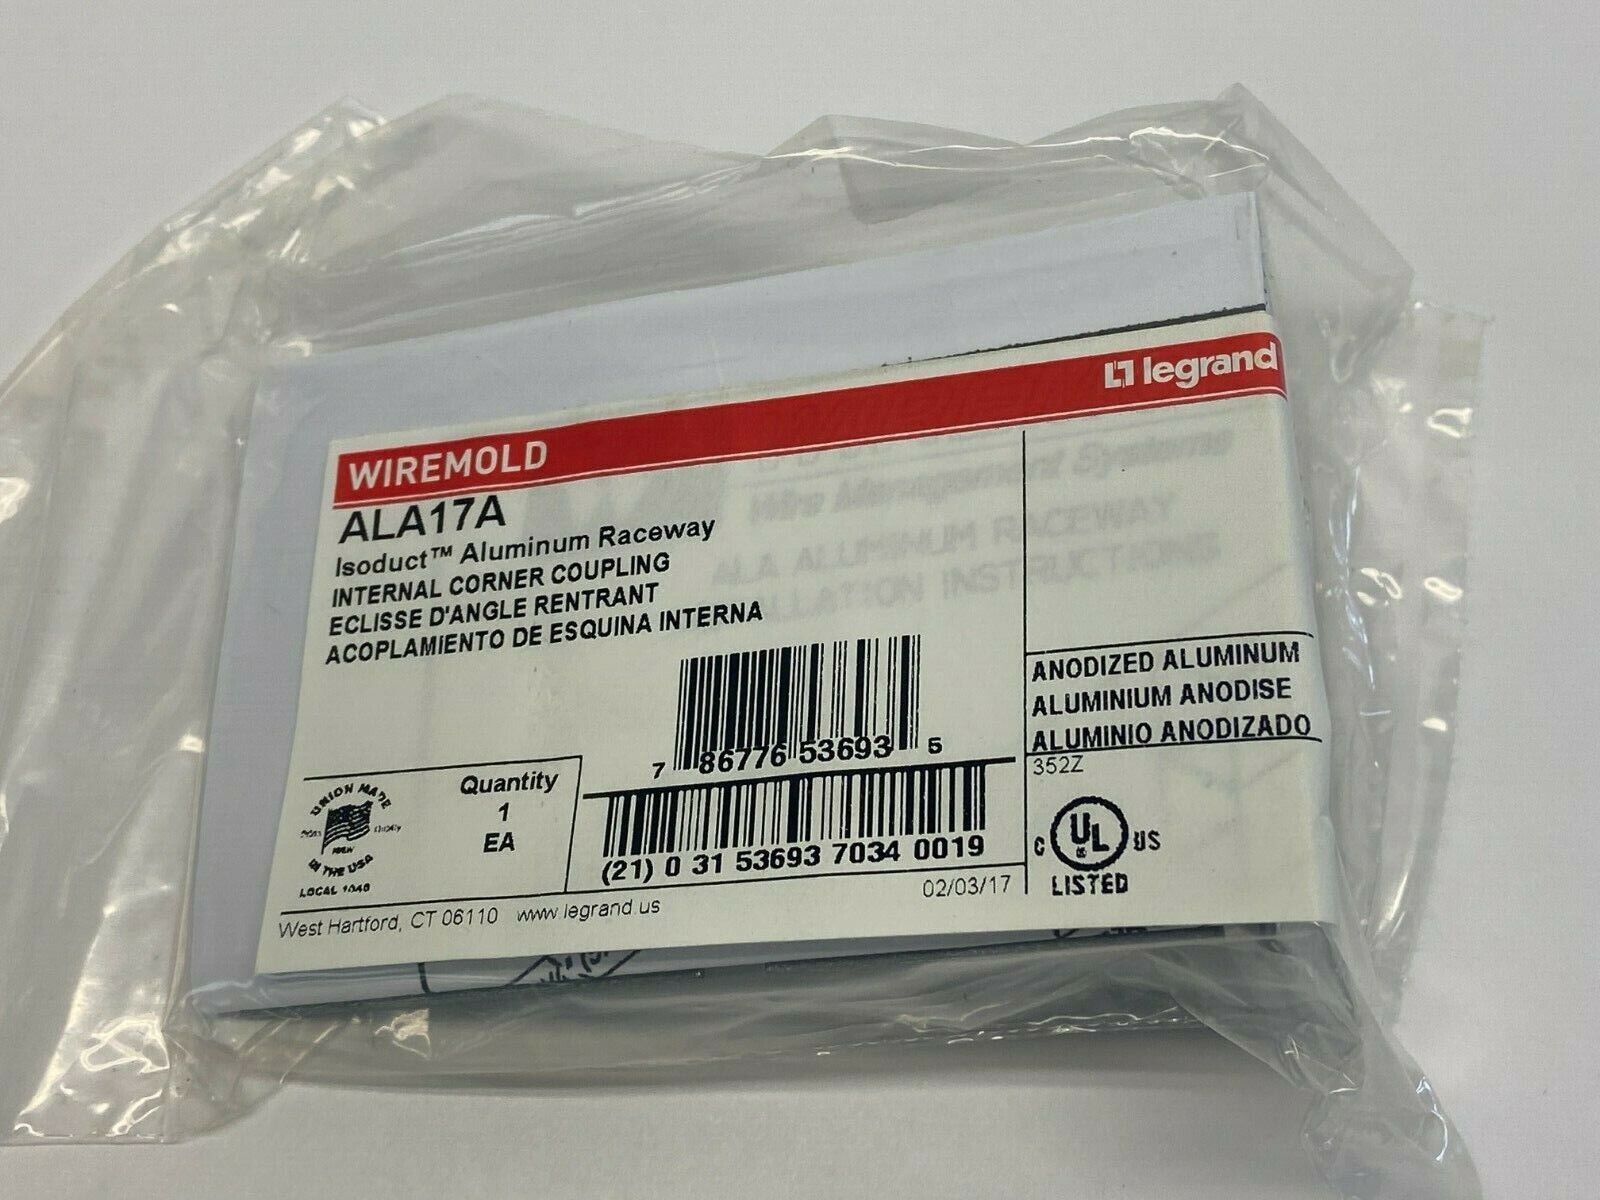 WIREMOLD
legrand
ALA17A
Isoduct™ Aluminum Raceway
INTERNAL CORNER COUPLING
ECLISSE D'ANGLE RENTRANT
ACOPLAMIENTO DE ESQUINA INTERNA
Wire Management Systems
ALA ALUMINUM RACEWAY
INSTRUCTIONS
ANODIZED ALUMINUM
ALUMINIUM ANODISE
ALUMINIO ANODIZADO
352Z
7 86776 53693 5
(21) 0 31 53693 7034 0019
Quantity
1
EA
UNION MADE
IN THE USA
LOCAL 1040
C UL US
LISTED
02/03/17
West Hartford, CT 06110 www.legrand.us